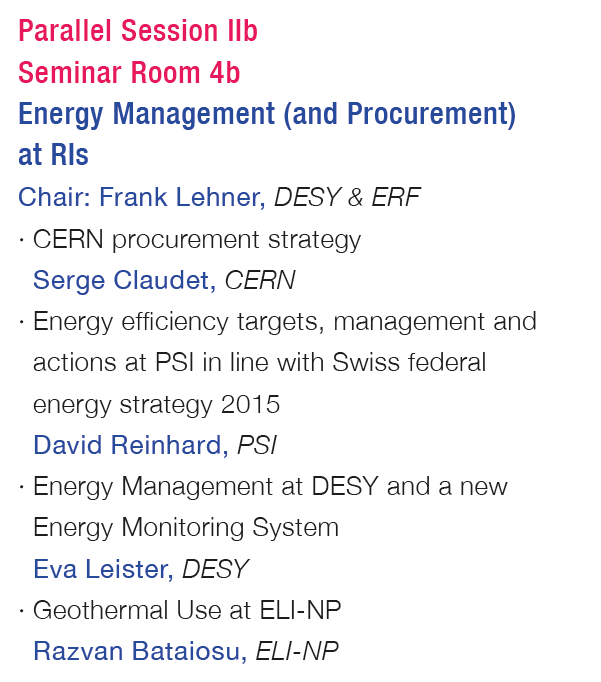 Parallel Session IIb
Seminar Room 4b
Energy Management (and Procurement)
at RIs
Chair: Frank Lehner, DESY & ERF
· CERN procurement strategy
Serge Claudet, CERN
· Energy efficiency targets, management and
actions at PSI in line with Swiss federal
energy strategy 2015
David Reinhard, PSI
· Energy Management at DESY and a new
Energy Monitoring System
Eva Leister, DESY
· Geothermal Use at ELI-NP
Razvan Bataiosu, ELI-NP